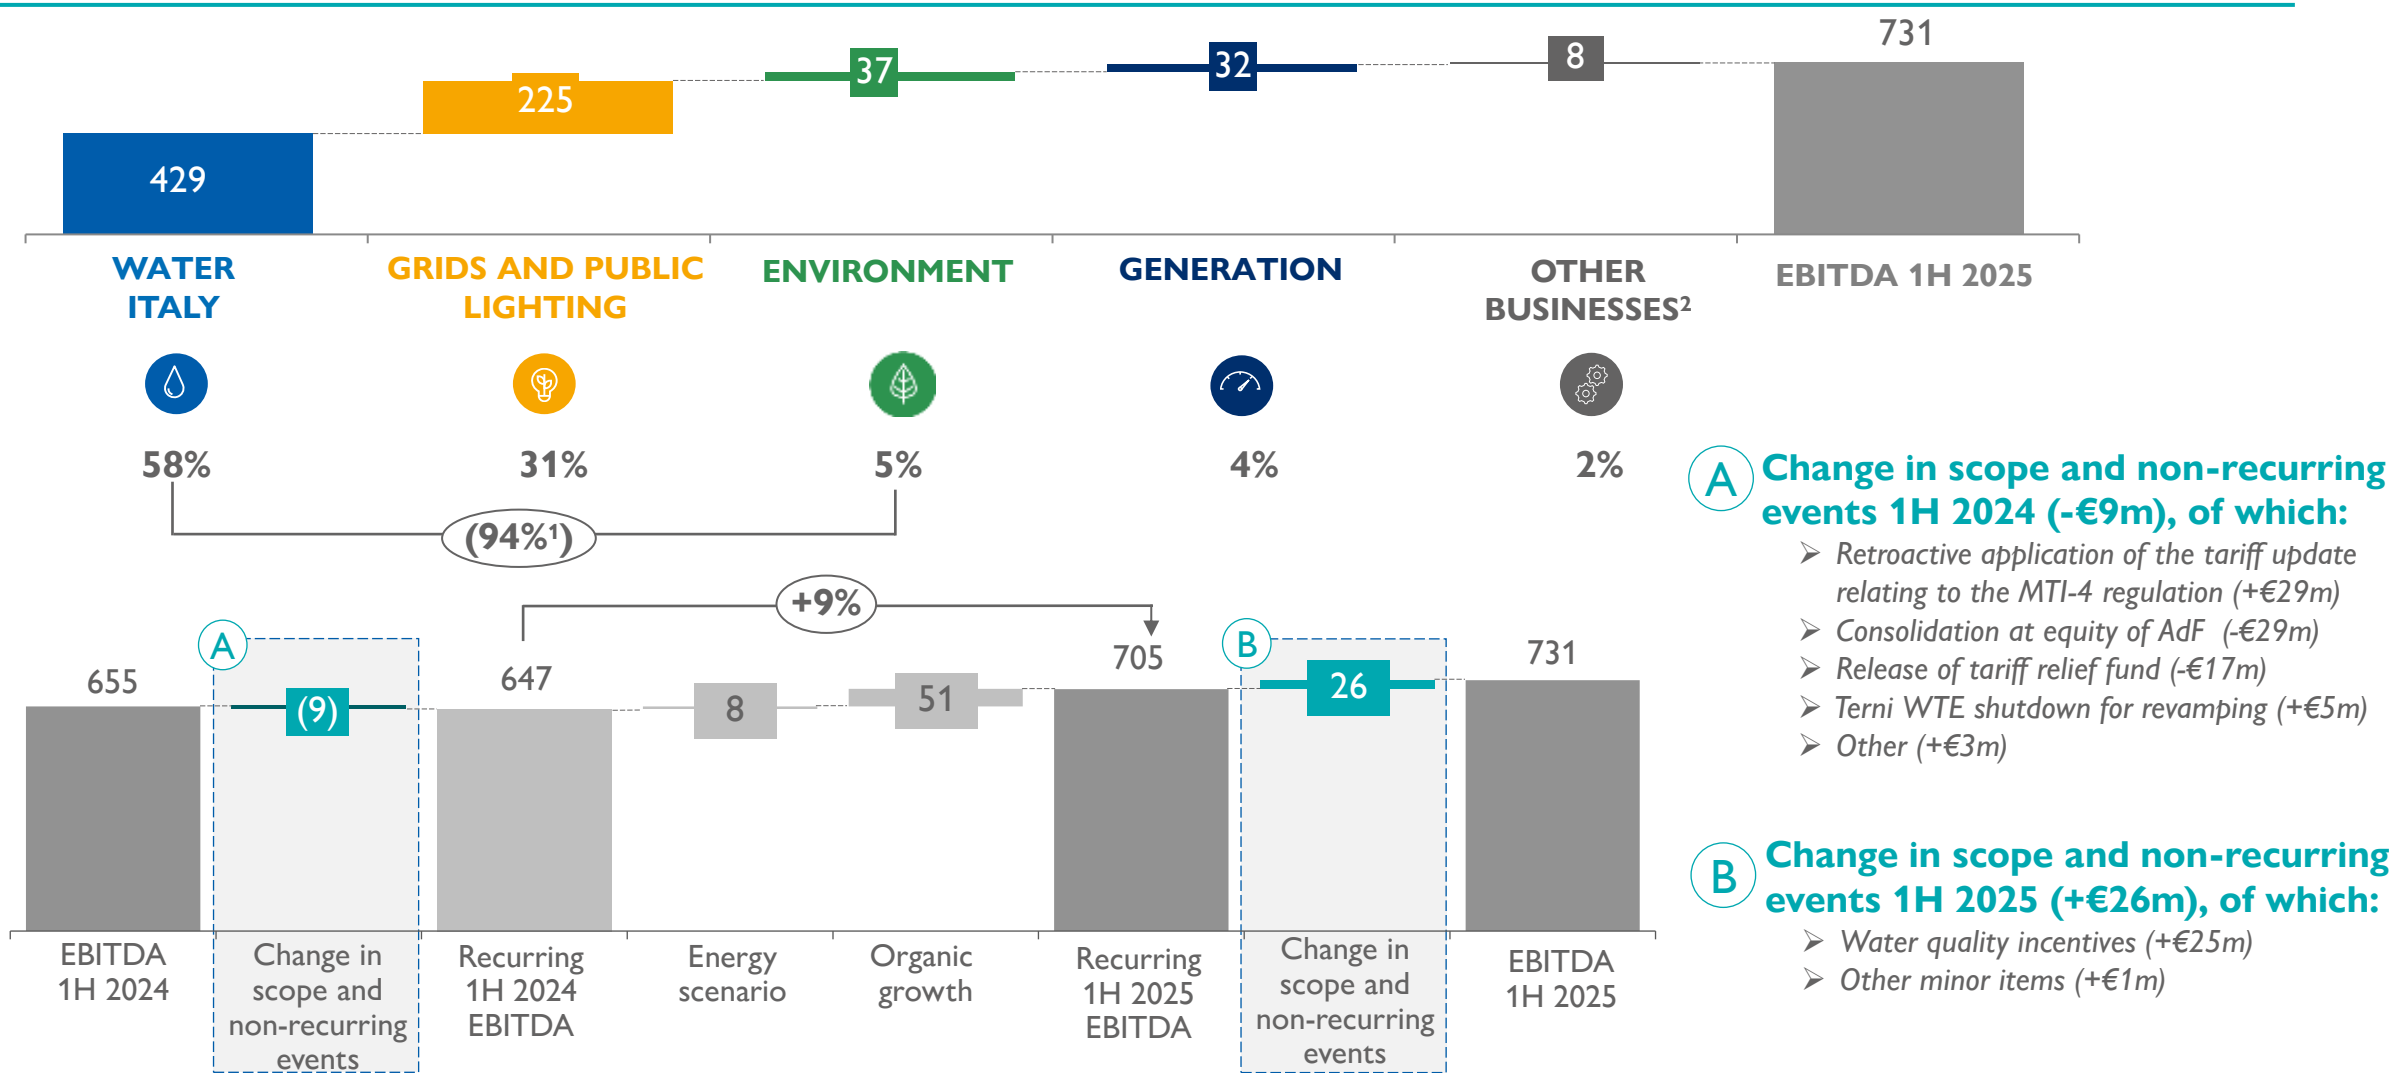 429
225
37
32
8
731
WATER
ITALY
GRIDS AND PUBLIC
LIGHTING
ENVIRONMENT
GENERATION
OTHER
BUSINESSES²
EBITDA 1H 2025
58%
31%
5%
4%
2%
(94%¹)
+9%
A
B
655
(9)
647
8
51
705
26
731
EBITDA
1H 2024
Change in
scope and
non-recurring
events
Recurring
1H 2024
EBITDA
Energy
scenario
Organic
growth
Recurring
1H 2025
EBITDA
Change in
scope and
non-recurring
events
EBITDA
1H 2025
A
Change in scope and non-recurring
events 1H 2024 (-€9m), of which:
➢ Retroactive application of the tariff update
relating to the MTI-4 regulation (+€29m)
➢ Consolidation at equity of AdF (-€29m)
➢ Release of tariff relief fund (-€17m)
➢ Terni WTE shutdown for revamping (+€5m)
➢ Other (+€3m)
B
Change in scope and non-recurring
events 1H 2025 (+€26m), of which:
➢ Water quality incentives (+€25m)
➢ Other minor items (+€1m)